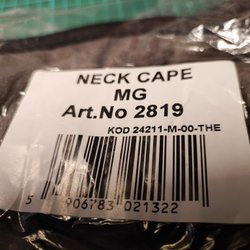 NECK CAPE
MG
Art.No 2819
KOD 24211-M-00-THE
5 906783 021322